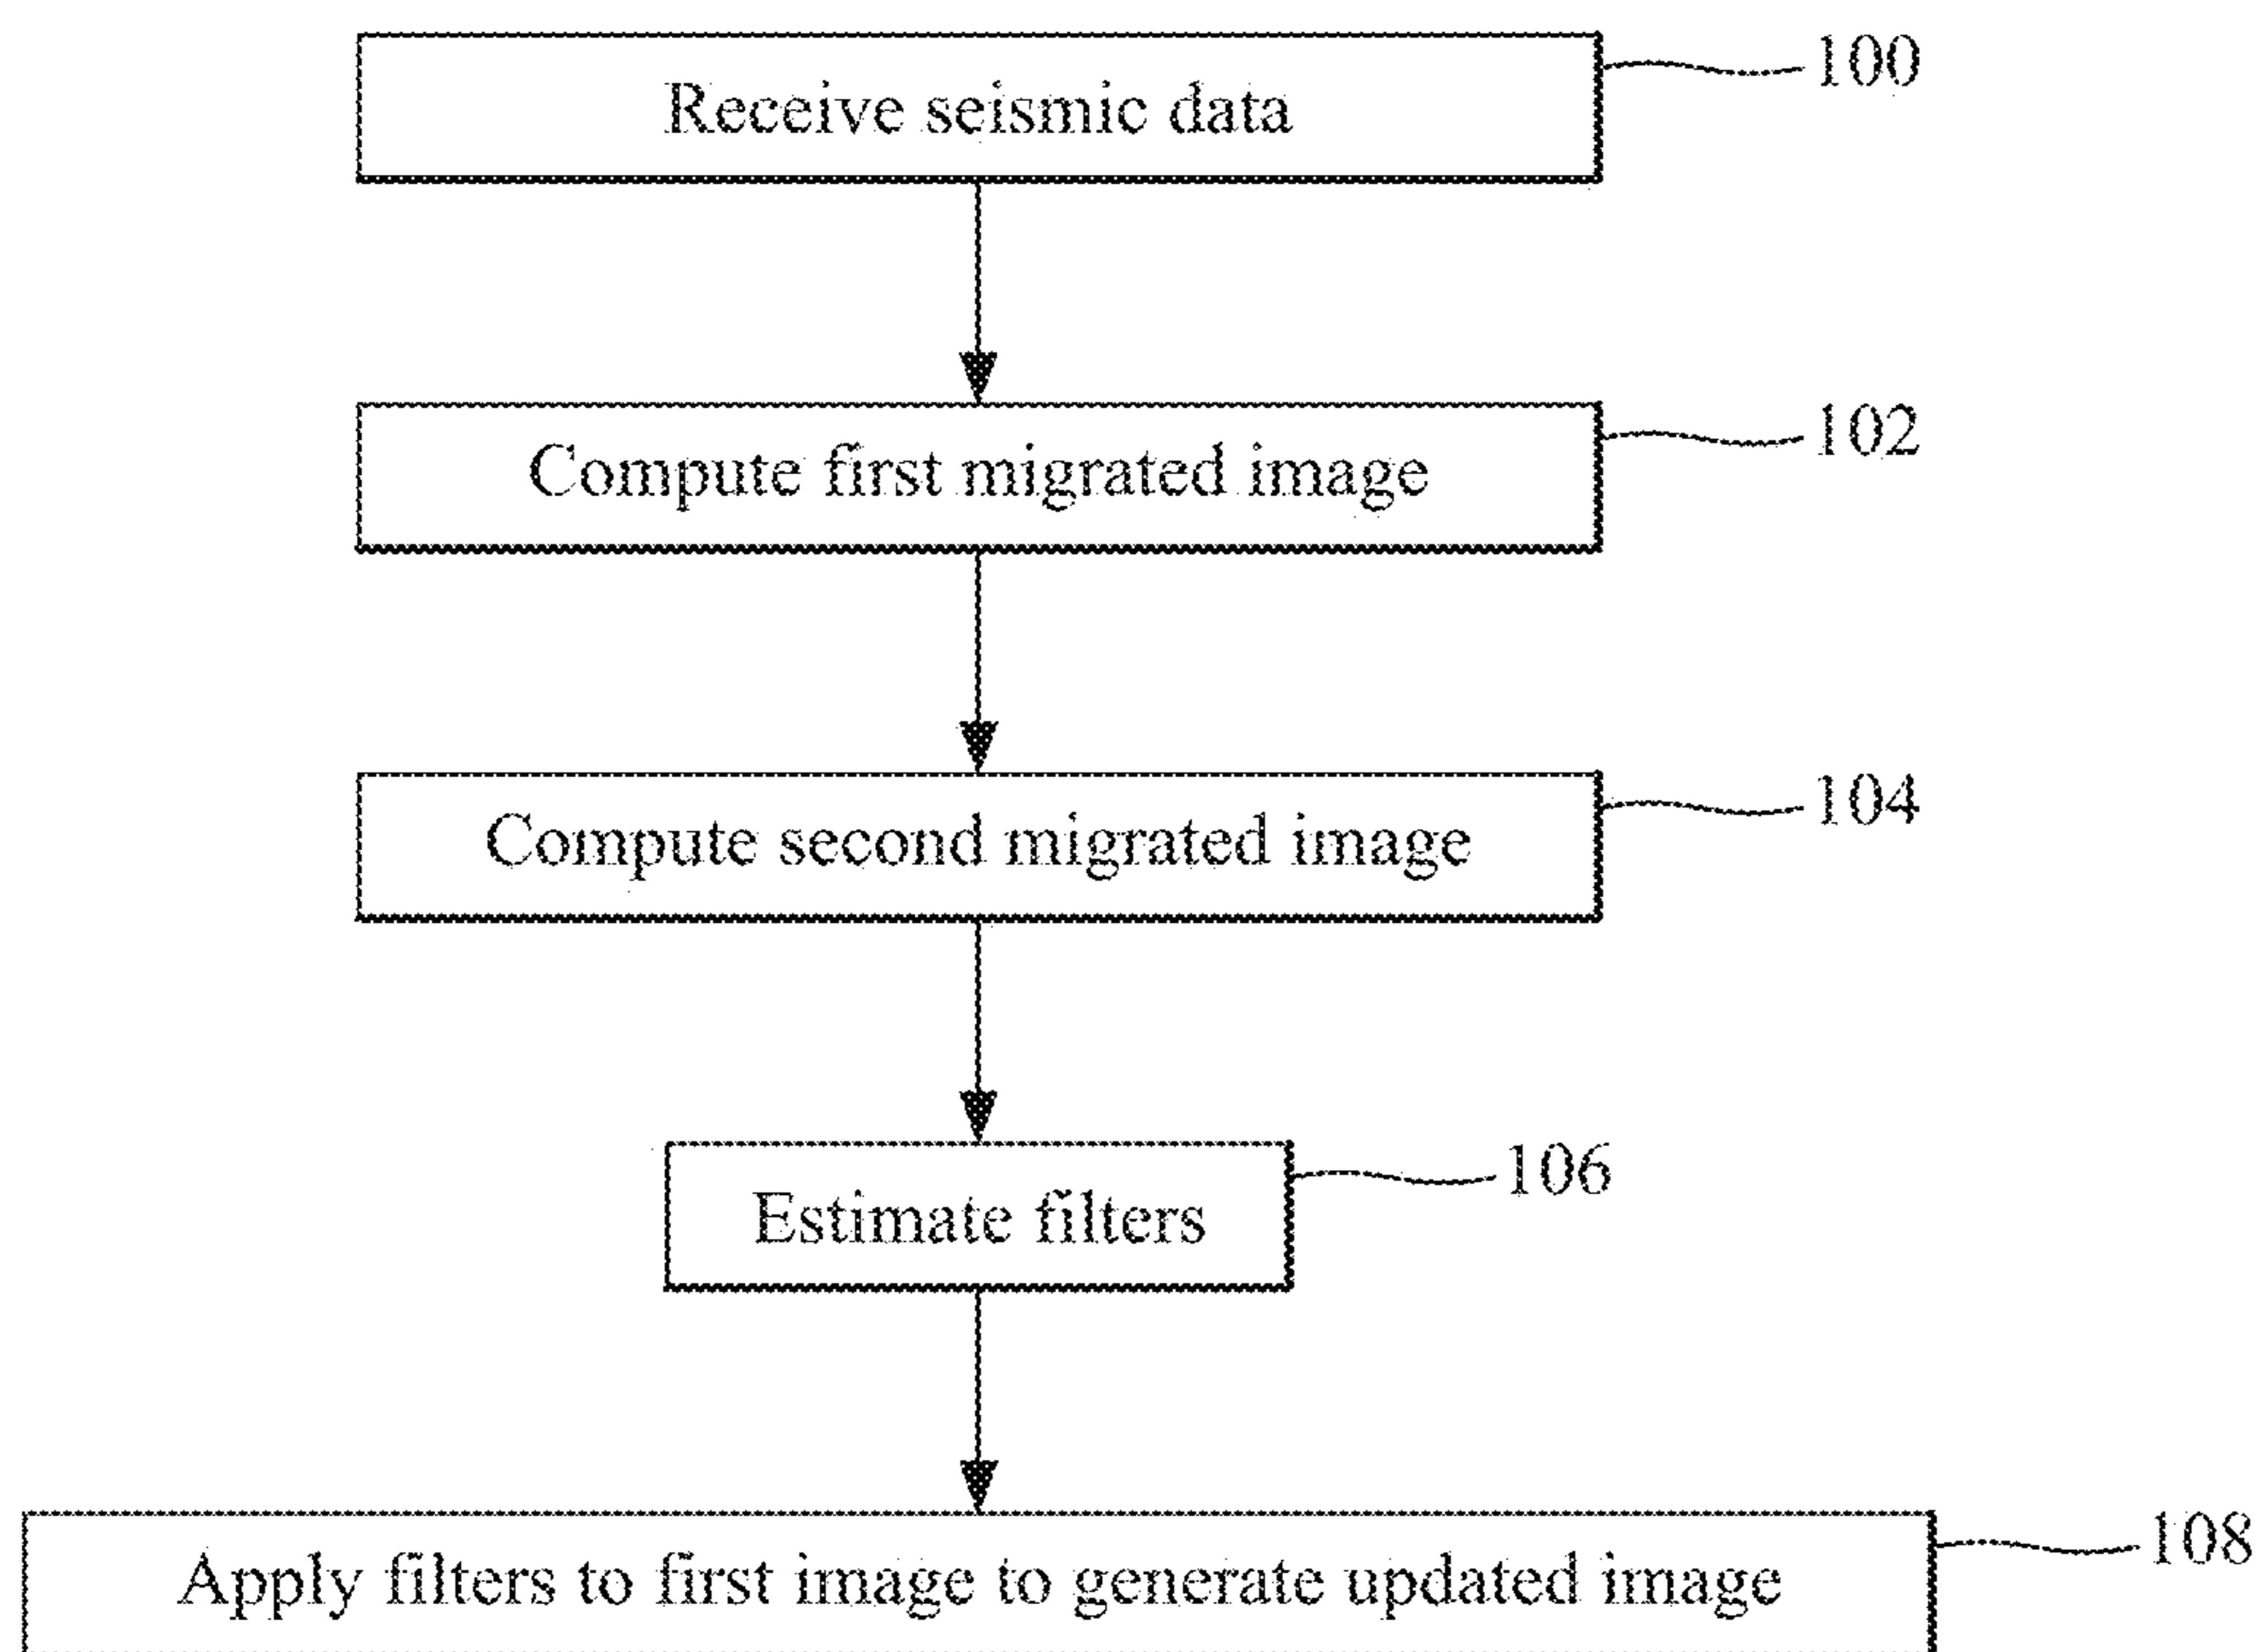 Receive seismic data
100
Compute first migrated image
102
Compute second migrated image
104
Estimate filters
106
Apply filters to first image to generate updated image
108